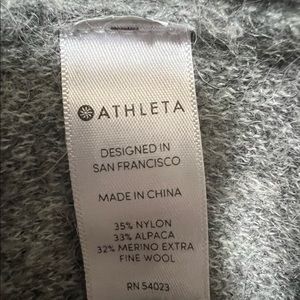 ATHLETA
DESIGNED IN
SAN FRANCISCO
MADE IN CHINA
35% NYLON
33% ALPACA
32% MERINO EXTRA
FINE WOOL
RN 54023